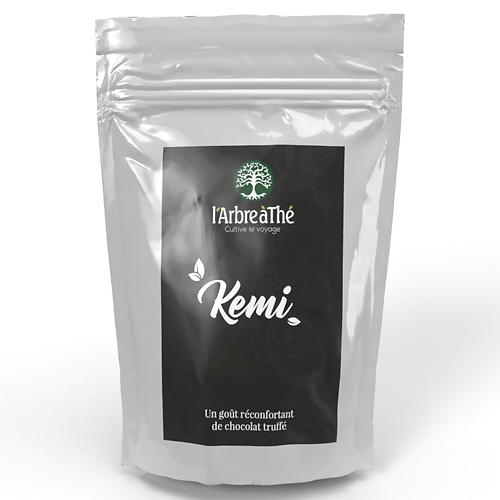 l'ArbreàThé
Cultive le voyage
Kemi
Un goût réconfortant
de chocolat truffé